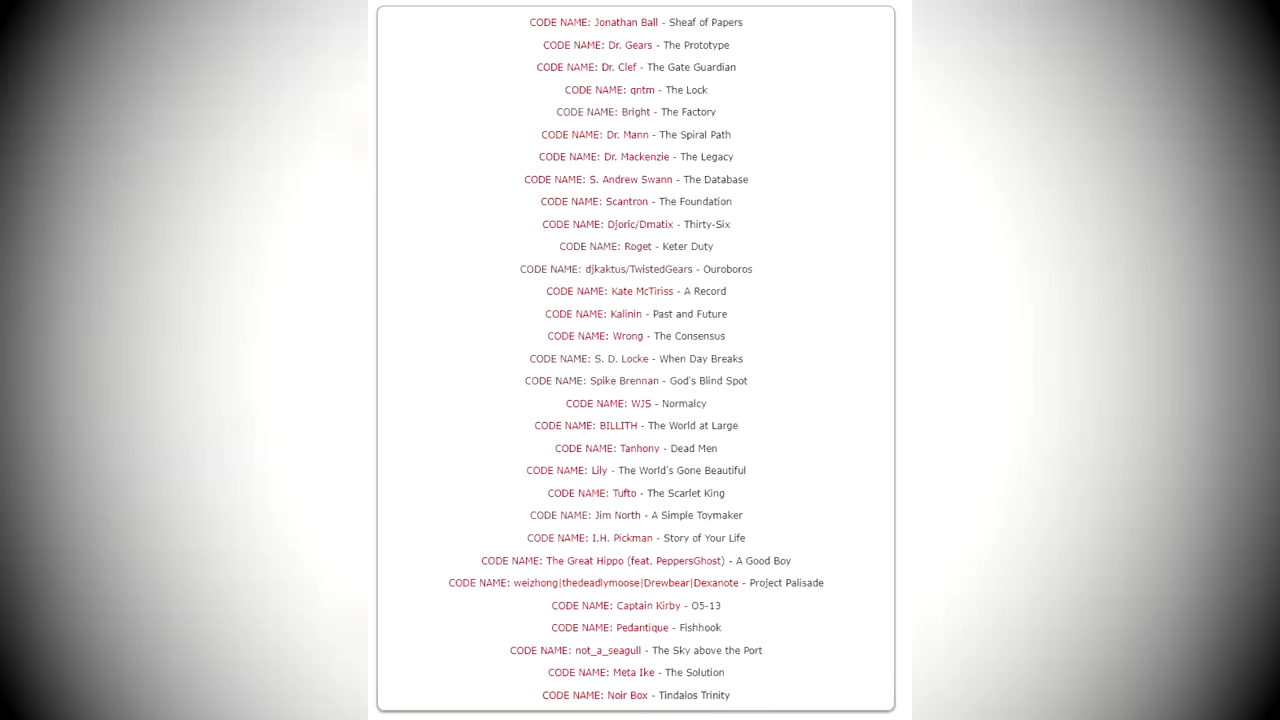 CODE NAME: Jonathan Ball - Sheaf of Papers
CODE NAME: Dr. Gears - The Prototype
CODE NAME: Dr. Clef - The Gate Guardian
CODE NAME: qntm - The Lock
CODE NAME: Bright - The Factory
CODE NAME: Dr. Mann - The Spiral Path
CODE NAME: Dr. Mackenzie - The Legacy
CODE NAME: S. Andrew Swann - The Database
CODE NAME: Scantron - The Foundation
CODE NAME: Djoric/Dmatix - Thirty-Six
CODE NAME: Roget - Keter Duty
CODE NAME: djkaktus/TwistedGears - Ouroboros
CODE NAME: Kate McTiriss - A Record
CODE NAME: Kalinin - Past and Future
CODE NAME: Wrong - The Consensus
CODE NAME: S. D. Locke - When Day Breaks
CODE NAME: Spike Brennan - God's Blind Spot
CODE NAME: WJS - Normalcy
CODE NAME: BILLITH - The World at Large
CODE NAME: Tanhony - Dead Men
CODE NAME: Lily - The World's Gone Beautiful
CODE NAME: Tufto - The Scarlet King
CODE NAME: Jim North - A Simple Toymaker
CODE NAME: I.H. Pickman - Story of Your Life
CODE NAME: The Great Hippo (feat. PeppersGhost) - A Good Boy
CODE NAME: weizhong|thedeadlymoose|Drewbear|Dexanote - Project Palisade
CODE NAME: Captain Kirby - O5-13
CODE NAME: Pedantique - Fishhook
CODE NAME: not_a_seagull - The Sky above the Port
CODE NAME: Meta Ike - The Solution
CODE NAME: Noir Box - Tindalos Trinity